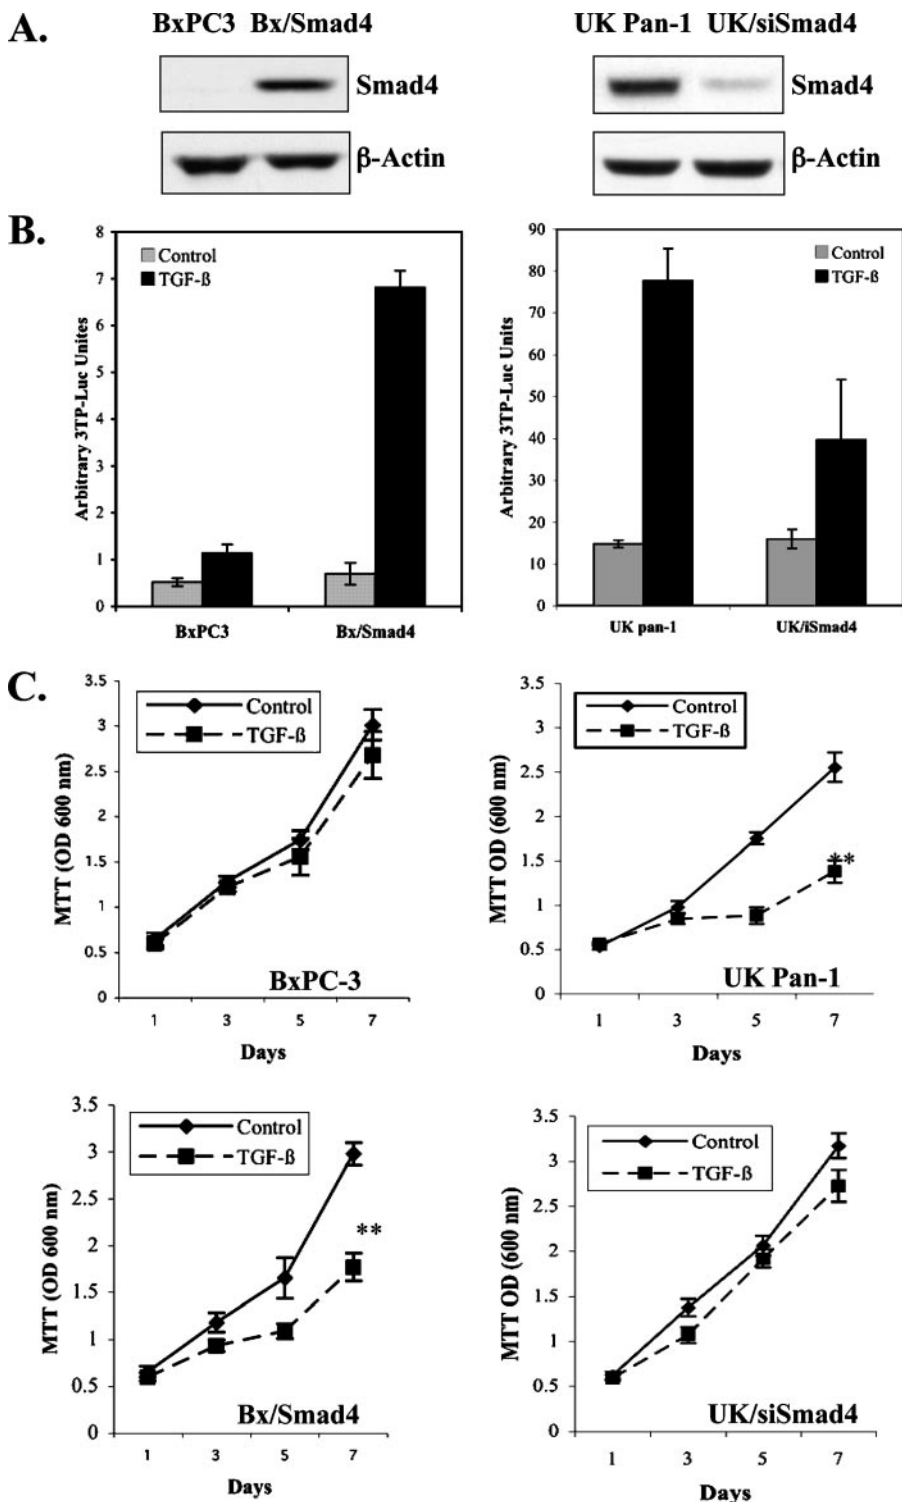 A.
BxPC3 Bx/Smad4
UK Pan-1 UK/siSmad4
Smad4
Smad4
β-Actin
β-Actin
B.
Arbitrary 3TP-Luc Unites
8
7
6
5
4
3
2
1
0
Control
TGF-ß
BxPC3
Bx/Smad4
Arbitrary 3TP-Luc Units
90
80
70
60
50
40
30
20
10
0
Control
TGF-ß
UK pan-1
UK/iSmad4
C.
MTT (OD 600 nm)
3.5
3
2.5
2
1.5
1
0.5
0
Control
TGF-ß
BxPC-3
1 3 5 7
Days
MTT OD (600 nm)
3.5
3
2.5
2
1.5
1
0.5
0
Control
TGF-ß
**
UK Pan-1
1 3 5 7
Days
MTT (OD 600 nm)
3.5
3
2.5
2
1.5
1
0.5
0
Control
TGF-ß
**
Bx/Smad4
1 3 5 7
Days
MTT OD (600 nm)
3.5
3
2.5
2
1.5
1
0.5
0
Control
TGF-ß
UK/siSmad4
1 3 5 7
Days